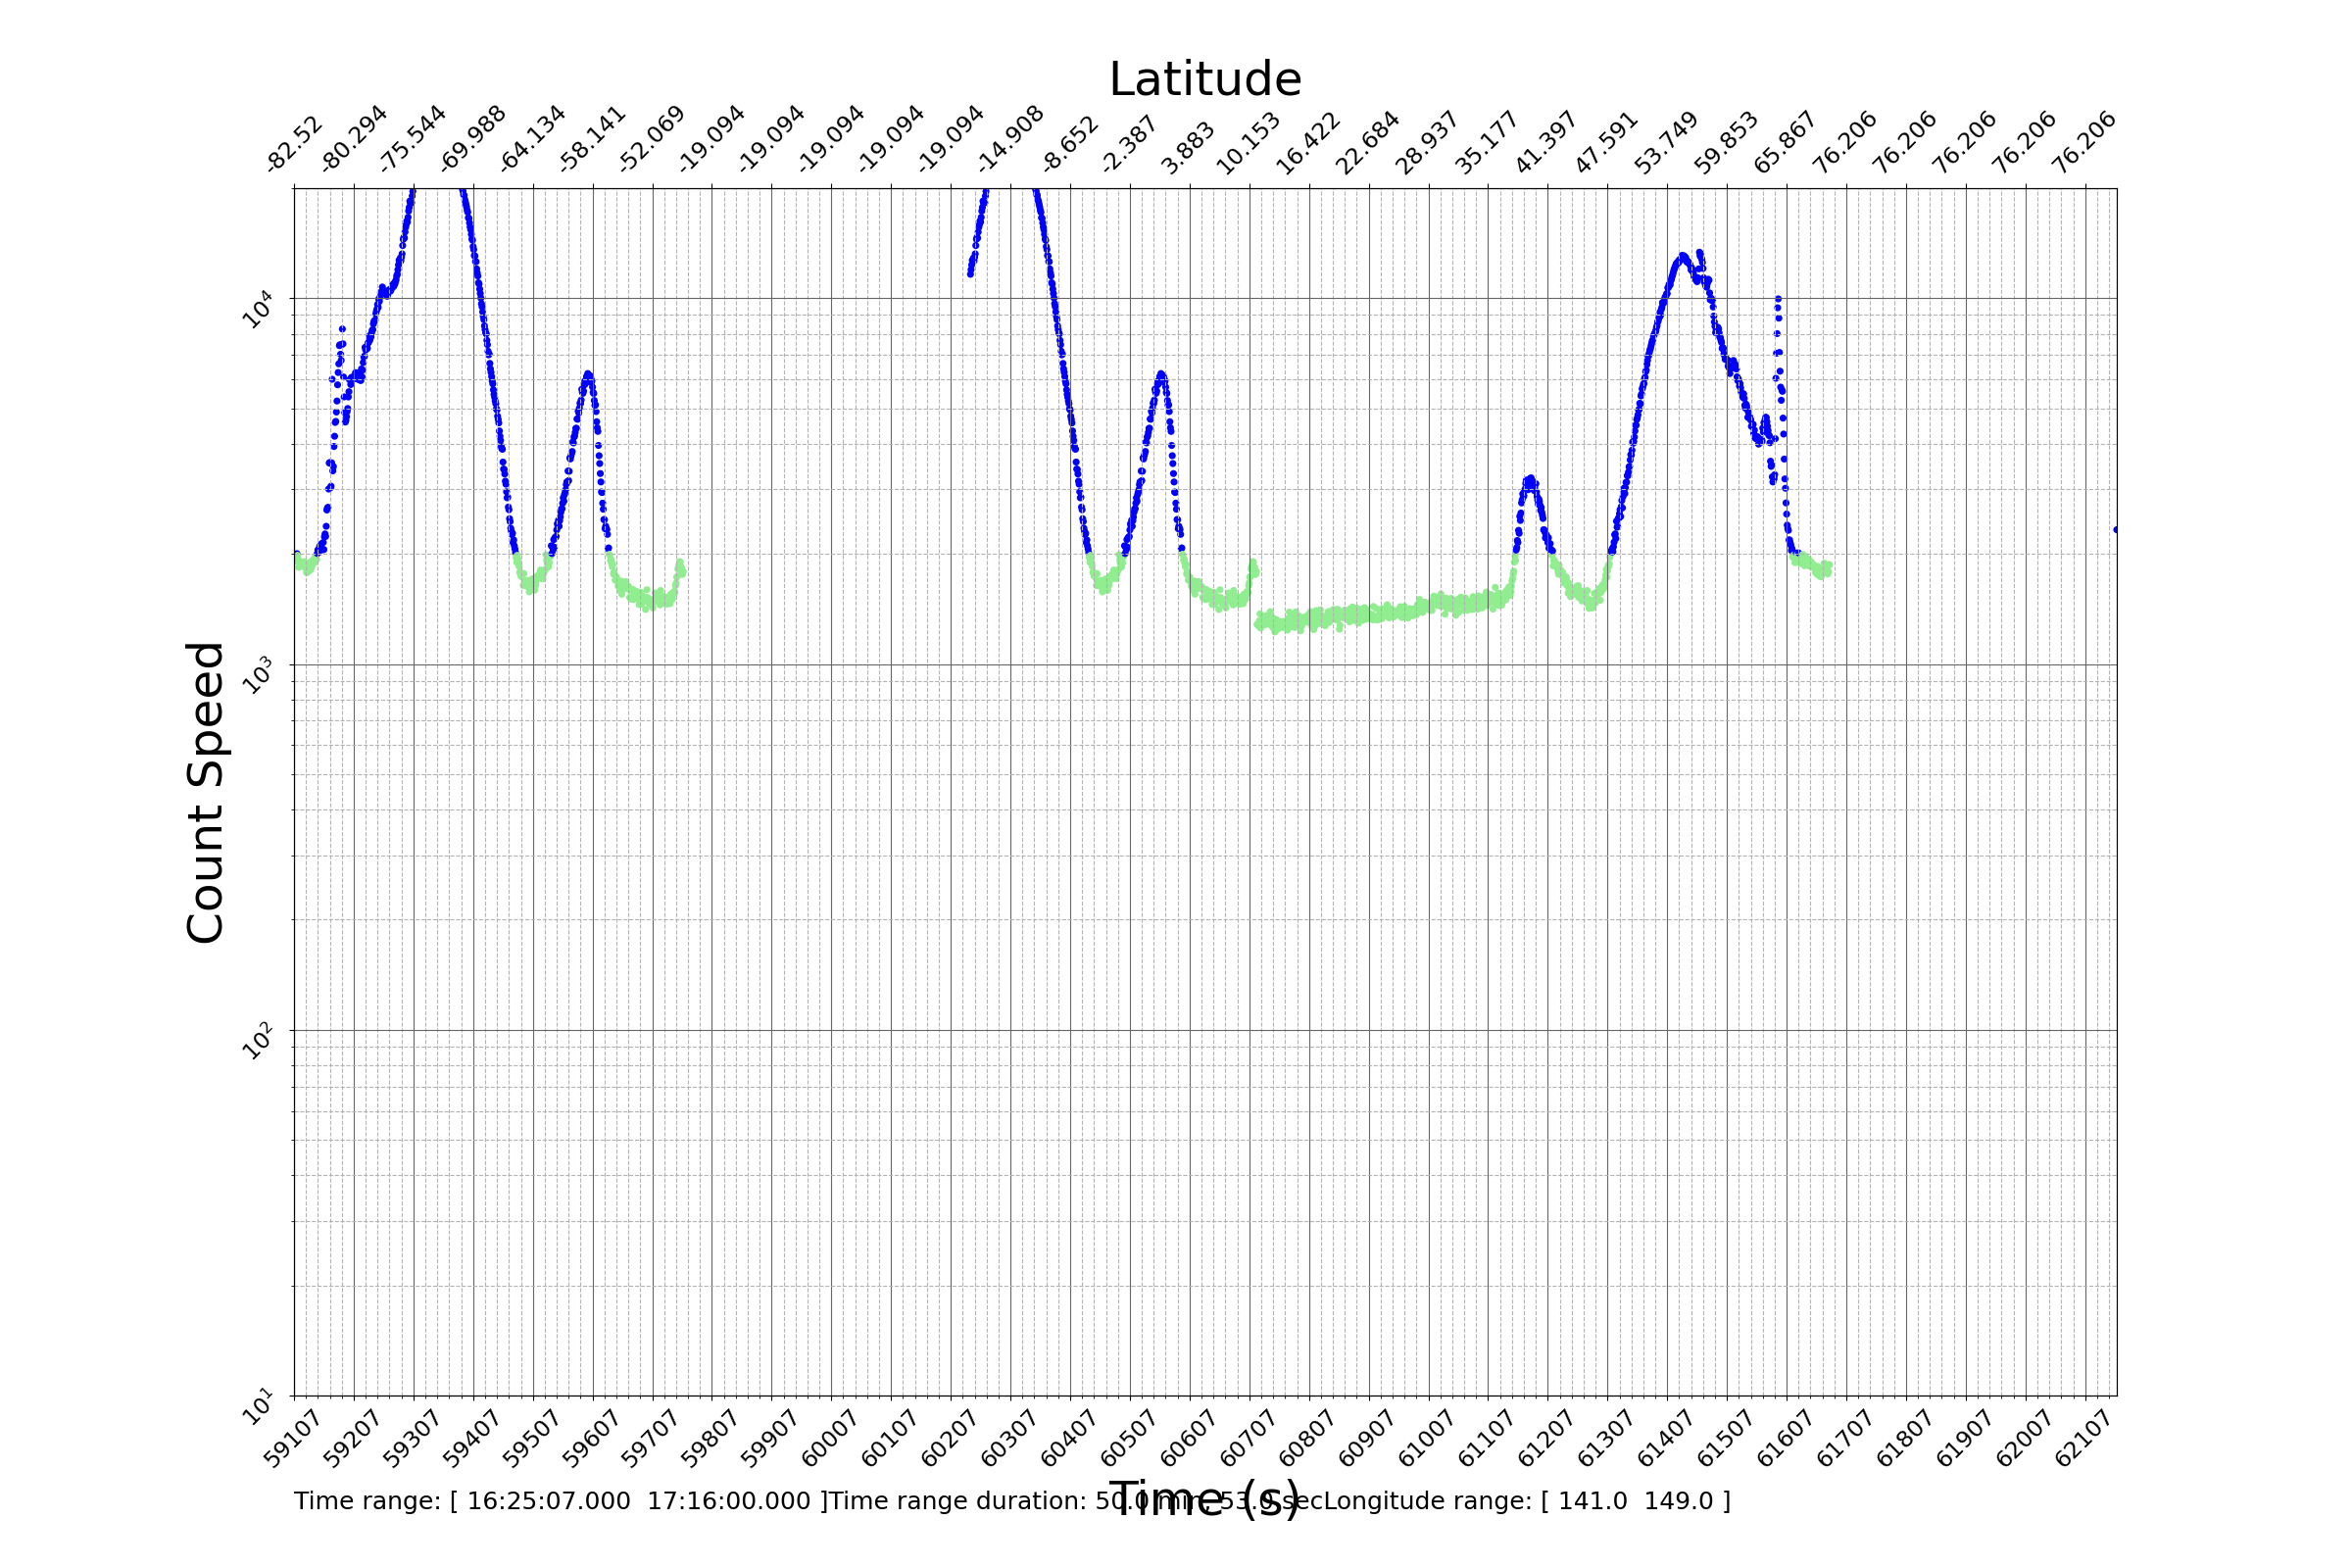 Latitude
-82.52 -80.294 -75.544 -69.988 -64.134 -58.141 -52.069 -19.094 -19.094 -19.094 -19.094 -19.094 -14.908 -8.652 -2.387 3.883 10.153 16.422 22.684 28.937 35.177 41.397 47.591 53.749 59.853 65.867 76.206 76.206 76.206 76.206 76.206
10⁴
10³
Count Speed
10²
10¹
59107 59207 59307 59407 59507 59607 59707 59807 59907 60007 60107 60207 60307 60407 60507 60607 60707 60807 60907 61007 61107 61207 61307 61407 61507 61607 61707 61807 61907 62007 62107
Time (s)
Time range: [ 16:25:07.000  17:16:00.000 ]Time range duration: 50.0 min, 53.0 secLongitude range: [ 141.0  149.0 ]